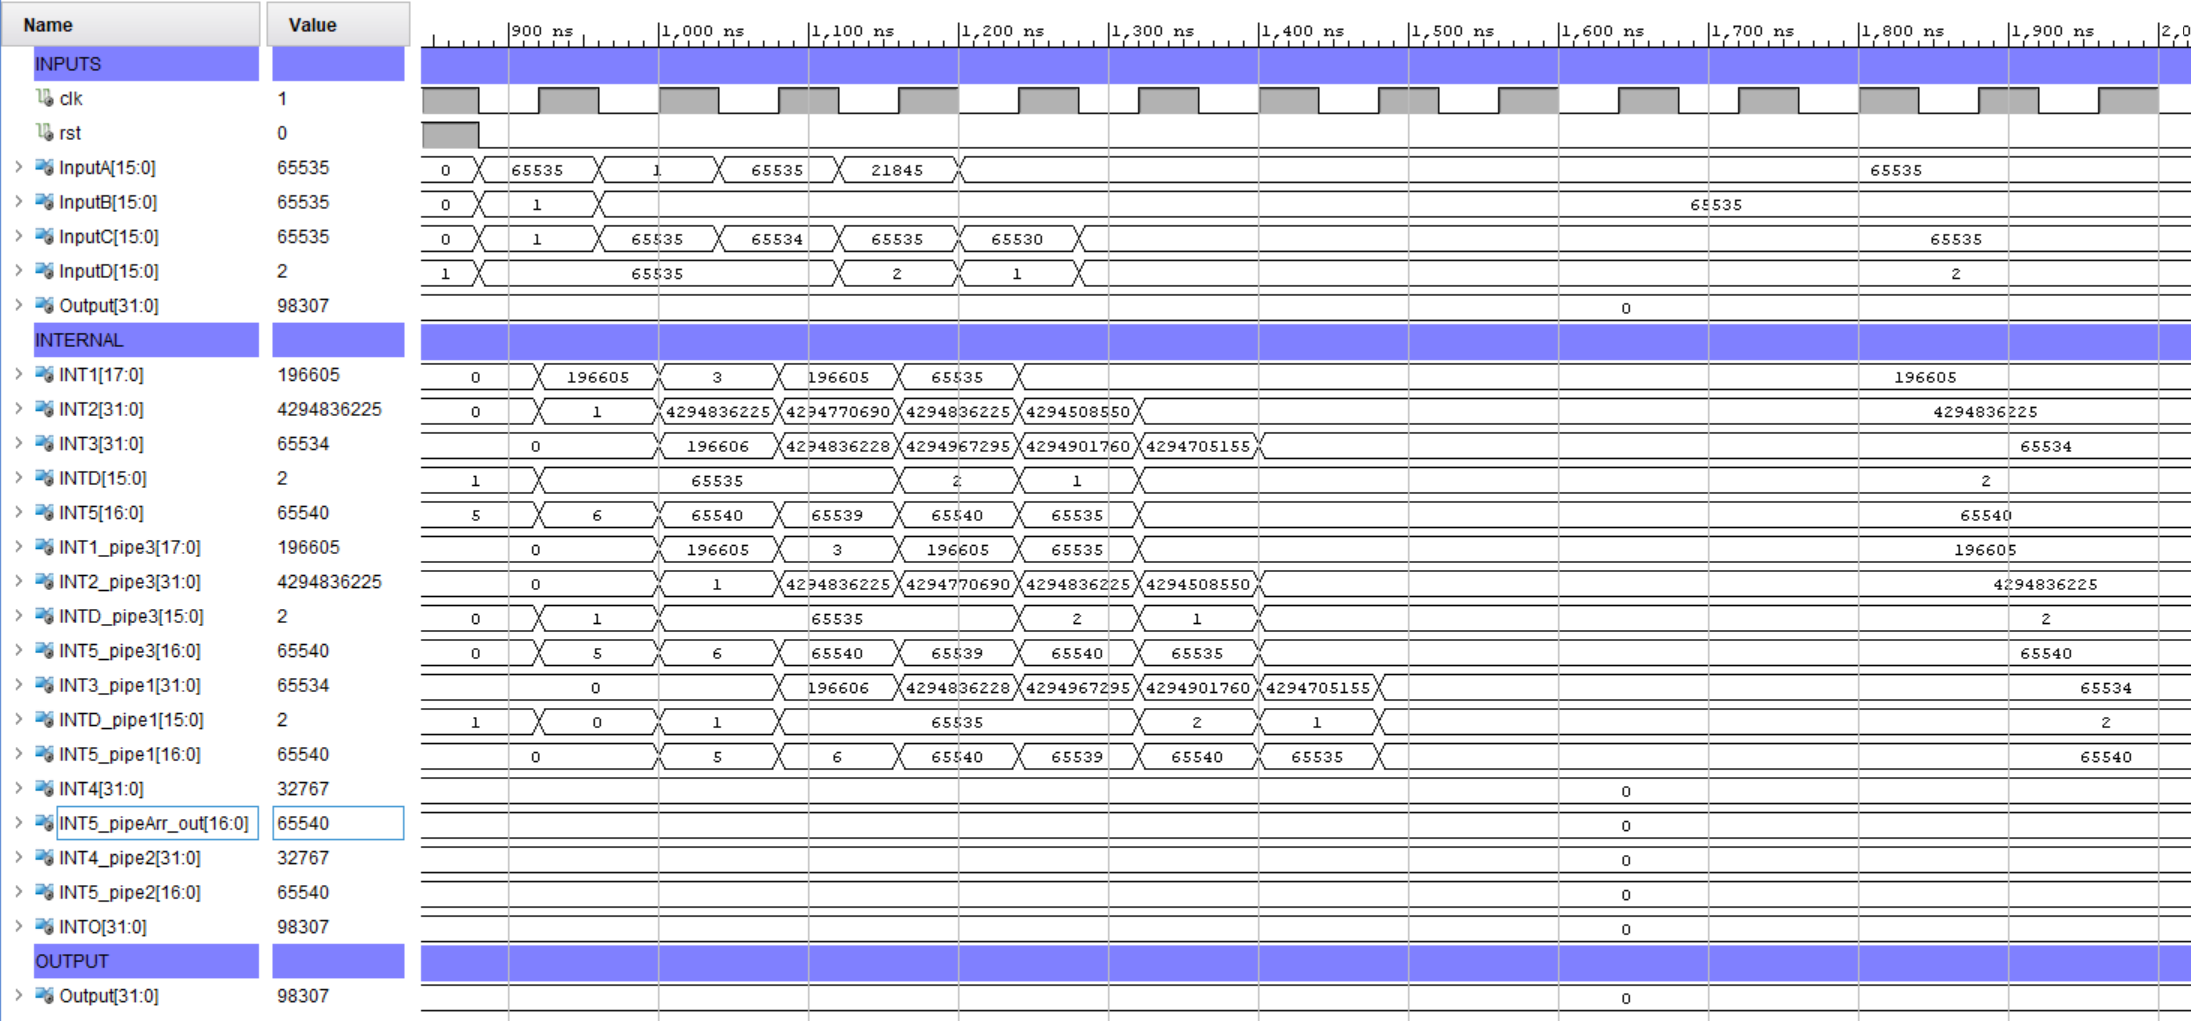 Name Value 900 ns 1,000 ns 1,100 ns 1,200 ns 1,300 ns 1,400 ns 1,500 ns 1,600 ns 1,700 ns 1,800 ns 1,900 ns 2,0
INPUTS
clk 1
rst 0
InputA[15:0] 65535 0 65535 1 65535 21845 65535
InputB[15:0] 65535 0 1 65535
InputC[15:0] 65535 0 1 65535 65534 65535 65530 65535
InputD[15:0] 2 1 65535 2 1 2
Output[31:0] 98307 0
INTERNAL
INT1[17:0] 196605 0 196605 3 196605 65535 196605
INT2[31:0] 4294836225 0 1 4294836225 4294770690 4294836225 4294508550 4294836225
INT3[31:0] 65534 0 196606 4294836228 4294967295 4294901760 4294705155 65534
INTD[15:0] 2 1 65535 2 1 2
INT5[16:0] 65540 5 6 65540 65539 65540 65535 65540
INT1_pipe3[17:0] 196605 0 196605 3 196605 65535 196605
INT2_pipe3[31:0] 4294836225 0 1 4294836225 4294770690 4294836225 4294508550 4294836225
INTD_pipe3[15:0] 2 0 1 65535 2 1 2
INT5_pipe3[16:0] 65540 0 5 6 65540 65539 65540 65535 65540
INT3_pipe1[31:0] 65534 0 196606 4294836228 4294967295 4294901760 4294705155 65534
INTD_pipe1[15:0] 2 1 0 1 65535 2 1 2
INT5_pipe1[16:0] 65540 0 5 6 65540 65539 65540 65535 65540
INT4[31:0] 32767 0
INT5_pipeArr_out[16:0] 65540 0
INT4_pipe2[31:0] 32767 0
INT5_pipe2[16:0] 65540 0
INTO[31:0] 98307 0
OUTPUT
Output[31:0] 98307 0